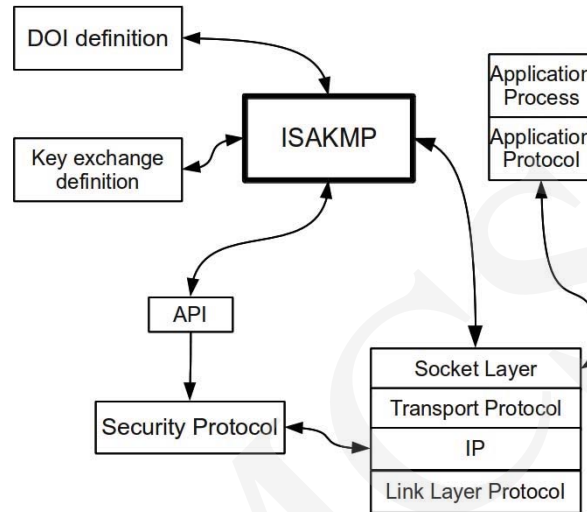 DOI definition
Application
Process
Application
Protocol
ISAKMP
Key exchange
definition
API
Security Protocol
Socket Layer
Transport Protocol
IP
Link Layer Protocol